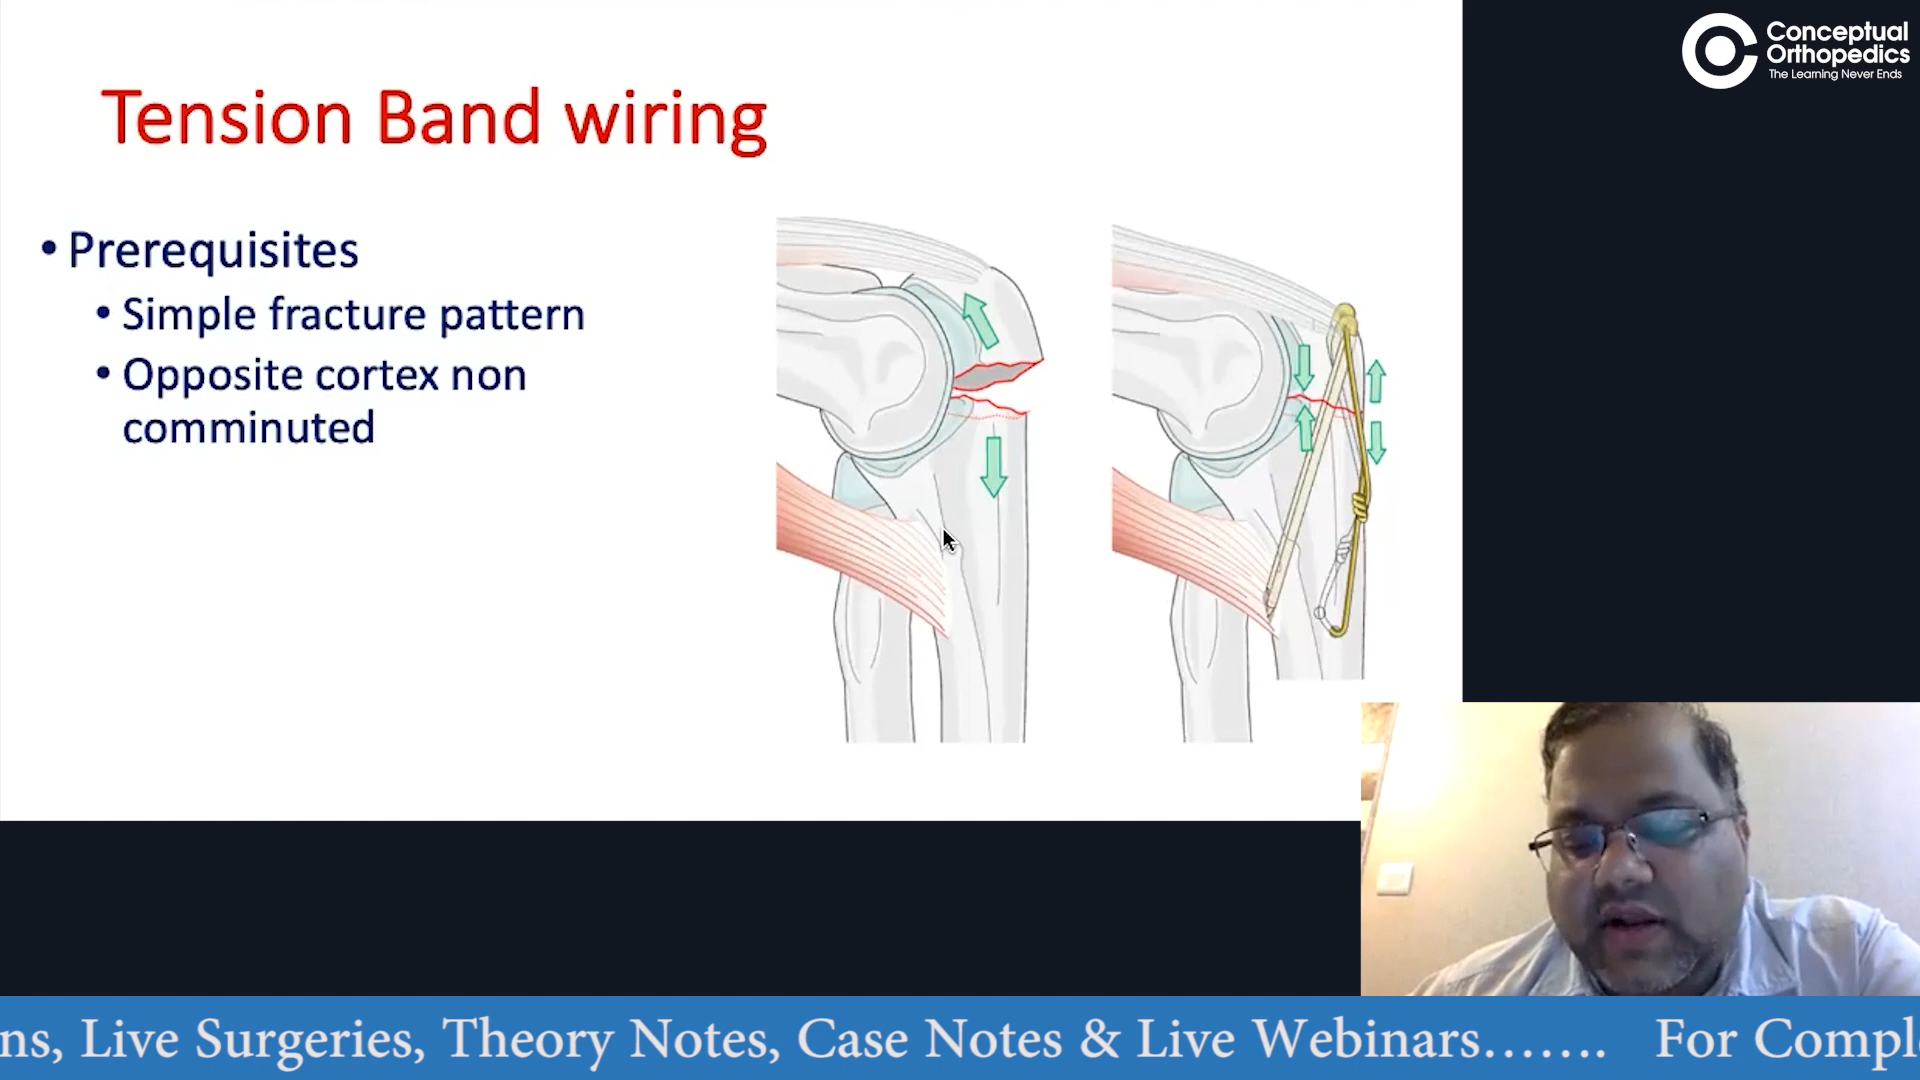 Conceptual
Orthopedics
The Learning Never Ends
Tension Band wiring
• Prerequisites
• Simple fracture pattern
• Opposite cortex non
comminuted
ns, Live Surgeries, Theory Notes, Case Notes & Live Webinars....... For Compl